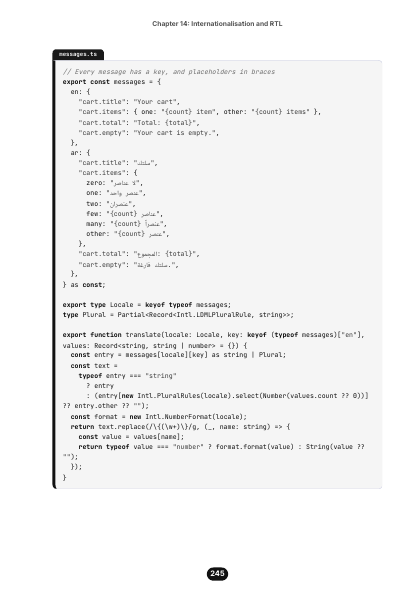 Chapter 14: Internationalisation and RTL
messages.ts
// Every message has a key, and placeholders in braces
export const messages = {
en: {
"cart.title": "Your cart",
"cart.items": { one: "{count} item", other: "{count} items" },
"cart.total": "Total: {total}",
"cart.empty": "Your cart is empty.",
},
ar: {
"cart.title": "سلتك",
"cart.items": {
zero: "لا عناصر",
one: "عنصر واحد",
two: "عنصران",
few: "{count} عناصر",
many: "{count} عنصرًا",
other: "{count} عنصر",
},
"cart.total": "المجموع: {total}",
"cart.empty": "سلتك فارغة.",
},
} as const;
export type Locale = keyof typeof messages;
type Plural = Partial<Record<Intl.LDMLPluralRule, string>>;
export function translate(locale: Locale, key: keyof (typeof messages)["en"],
values: Record<string, string | number> = {}) {
const entry = messages[locale][key] as string | Plural;
const text =
typeof entry === "string"
? entry
: (entry[new Intl.PluralRules(locale).select(Number(values.count ?? 0))]
?? entry.other ?? "");
const format = new Intl.NumberFormat(locale);
return text.replace(/\{(\w+)\}/g, (_, name: string) => {
const value = values[name];
return typeof value === "number" ? format.format(value) : String(value ??
"");
});
}
245